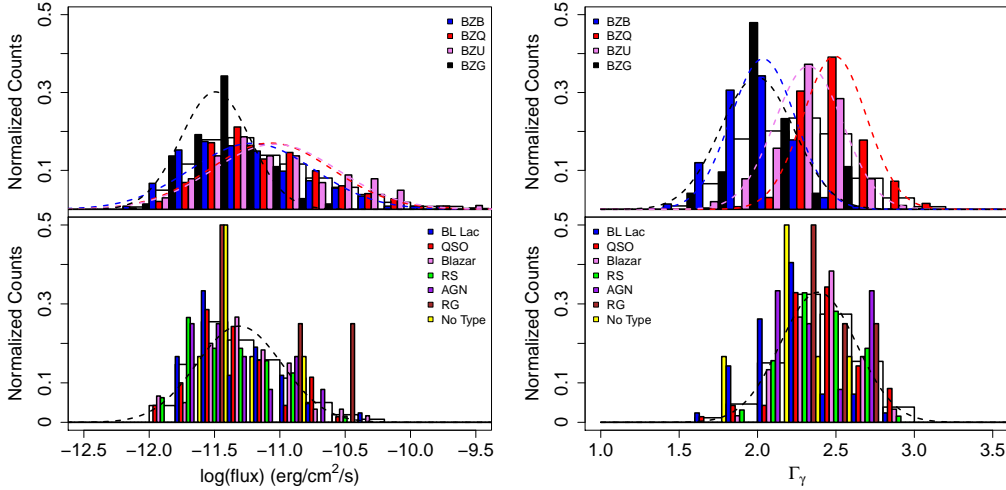 Normalized Counts
0.5
0.3
0.1
BZB
BZQ
BZU
BZG
Normalized Counts
0.5
0.3
0.1
BZB
BZQ
BZU
BZG
Normalized Counts
0.5
0.3
0.1
0
BL Lac
QSO
Blazar
RS
AGN
RG
No Type
−12.5 −12.0 −11.5 −11.0 −10.5 −10.0 −9.5
log(flux) (erg/cm²/s)
Normalized Counts
0.5
0.3
0.1
0
BL Lac
QSO
Blazar
RS
AGN
RG
No Type
1.0 1.5 2.0 2.5 3.0 3.5
Γγ